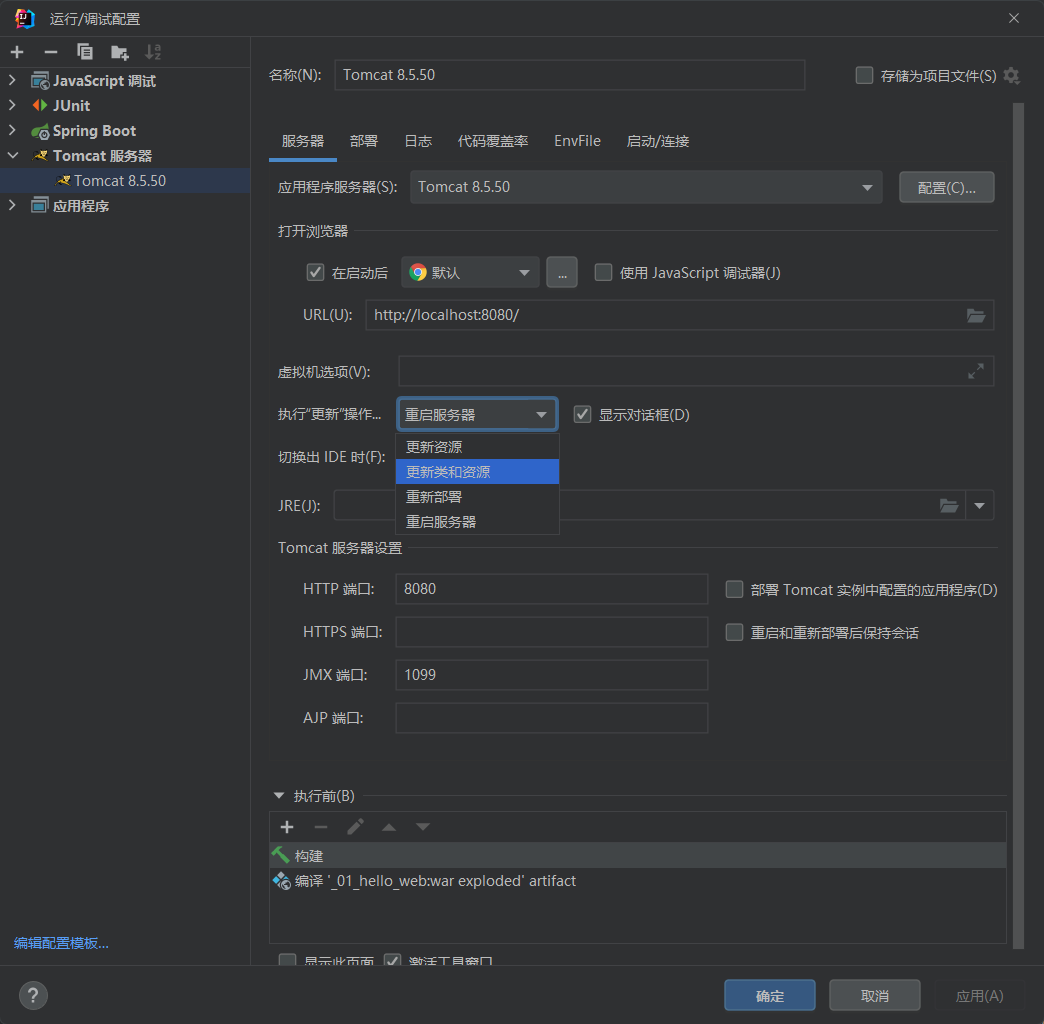 运行/调试配置
JavaScript 调试
JUnit
Spring Boot
Tomcat 服务器
Tomcat 8.5.50
应用程序
编辑配置模板...
名称(N): Tomcat 8.5.50 存储为项目文件(S)
服务器 部署 日志 代码覆盖率 EnvFile 启动/连接
应用程序服务器(S): Tomcat 8.5.50 配置(C)...
打开浏览器
在启动后 默认 ... 使用 JavaScript 调试器(J)
URL(U): http://localhost:8080/
虚拟机选项(V):
执行"更新"操作... 重启服务器 显示对话框(D)
更新资源
切换出 IDE 时(F):
更新类和资源
重新部署
JRE(J):
重启服务器
Tomcat 服务器设置
HTTP 端口: 8080 部署 Tomcat 实例中配置的应用程序(D)
HTTPS 端口: 重启和重新部署后保持会话
JMX 端口: 1099
AJP 端口:
执行前(B)
构建
编译 '_01_hello_web:war exploded' artifact
显示此页面 激活工具窗口
? 确定 取消 应用(A)